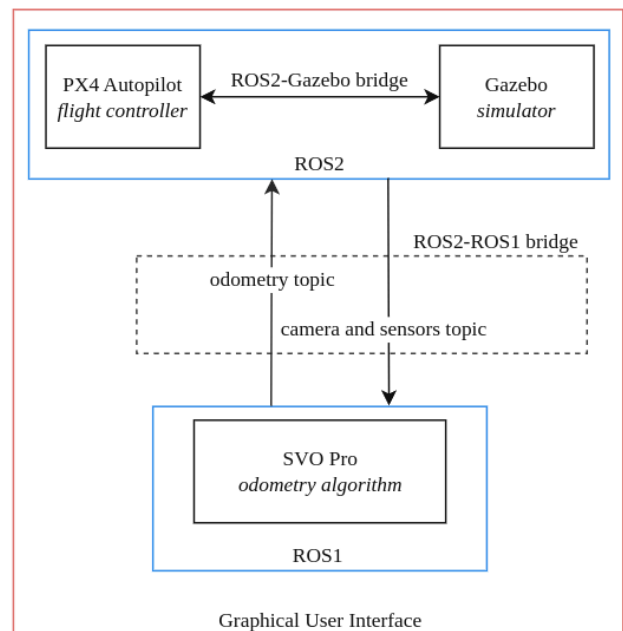 PX4 Autopilot
flight controller
ROS2-Gazebo bridge
Gazebo
simulator
ROS2
ROS2-ROS1 bridge
odometry topic
camera and sensors topic
SVO Pro
odometry algorithm
ROS1
Graphical User Interface